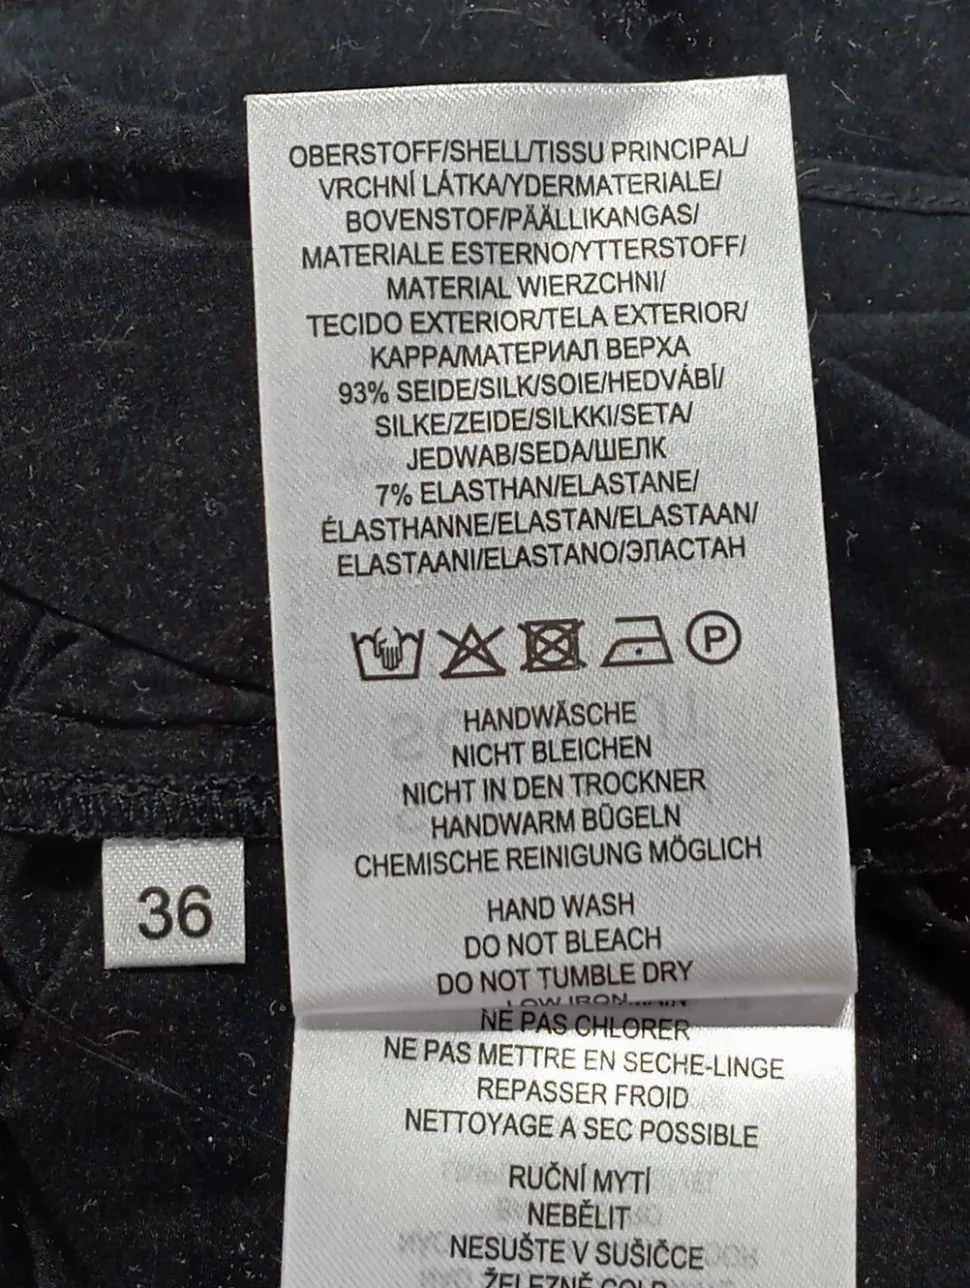 OBERSTOFF/SHELL/TISSU PRINCIPAL/
VRCHNÍ LÁTKA/YDERMATERIALE/
BOVENSTOF/PÄÄLLIKANGAS/
MATERIALE ESTERNO/YTTERSTOFF/
MATERIAL WIERZCHNI/
TECIDO EXTERIOR/TELA EXTERIOR/
KAPPA/МАТЕРИАЛ ВЕРХА
93% SEIDE/SILK/SOIE/HEDVÁBÍ/
SILKE/ZEIDE/SILKKI/SETA/
JEDWAB/SEDA/ШЕЛК
7% ELASTHAN/ELASTANE/
ÉLASTHANNE/ELASTAN/ELASTAAN/
ELASTAANI/ELASTANO/ЭЛАСТАН
P
HANDWÄSCHE
NICHT BLEICHEN
NICHT IN DEN TROCKNER
HANDWARM BÜGELN
CHEMISCHE REINIGUNG MÖGLICH
HAND WASH
DO NOT BLEACH
DO NOT TUMBLE DRY
LOW IRON
NE PAS CHLORER
NE PAS METTRE EN SECHE-LINGE
REPASSER FROID
NETTOYAGE A SEC POSSIBLE
RUČNÍ MYTÍ
NEBĚLIT
NESUŠTE V SUŠIČCE
ŽELEZNĚ
36